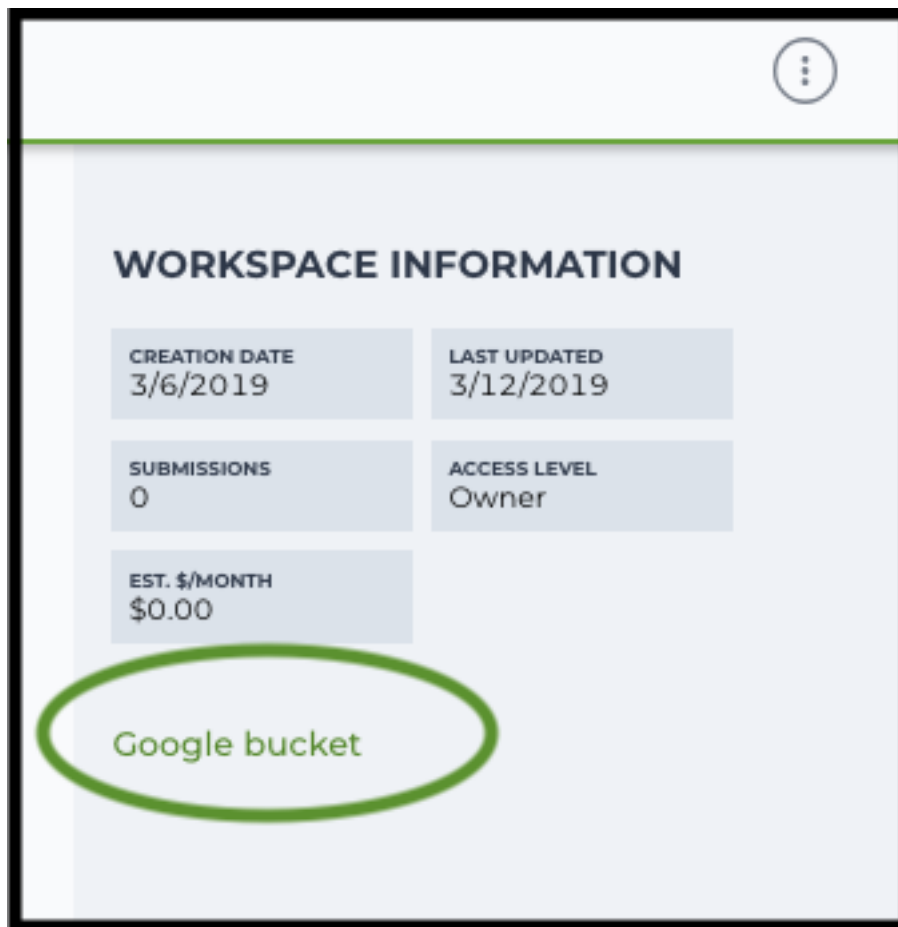 WORKSPACE INFORMATION
CREATION DATE
3/6/2019
LAST UPDATED
3/12/2019
SUBMISSIONS
0
ACCESS LEVEL
Owner
EST. $/MONTH
$0.00
Google bucket